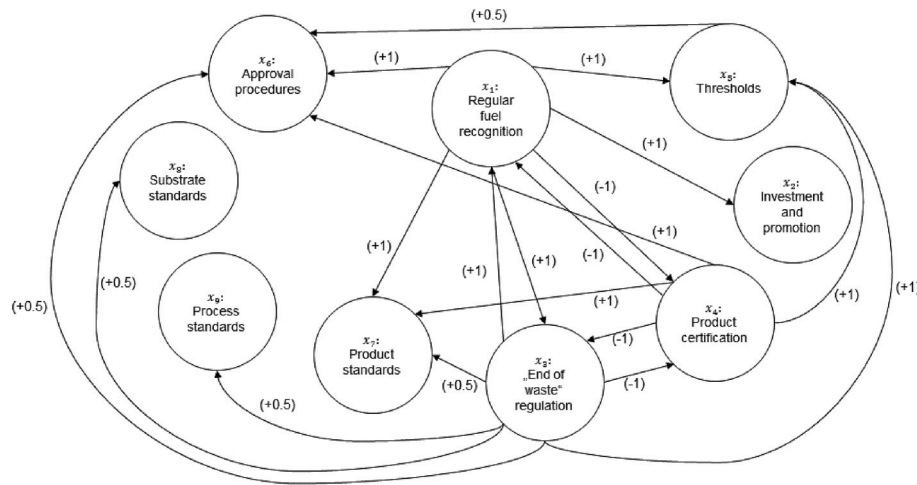 (+0.5)
x₆:
Approval
procedures
(+1)
(+1)
x₁:
Regular
fuel
recognition
x₅:
Thresholds
x₈:
Substrate
standards
(+1)
(-1)
x₂:
Investment
and
promotion
(+1)
(+1)
(-1)
(+1)
(+1)
(+0.5)
(+0.5)
(+1)
(+1)
(+1)
x₉:
Process
standards
x₄:
Product
certification
x₇:
Product
standards
(-1)
x₃:
„End of
waste“
regulation
(+0.5)
(-1)
(+0.5)